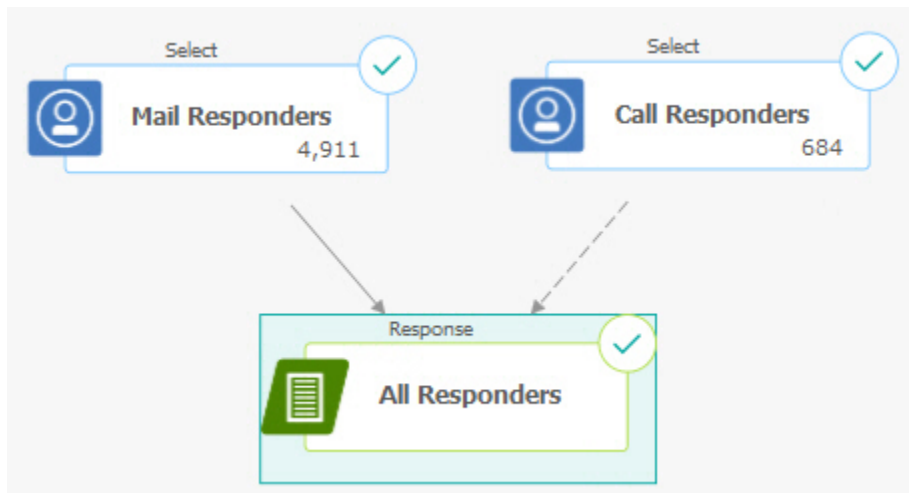 Select
Mail Responders
4,911
Select
Call Responders
684
Response
All Responders